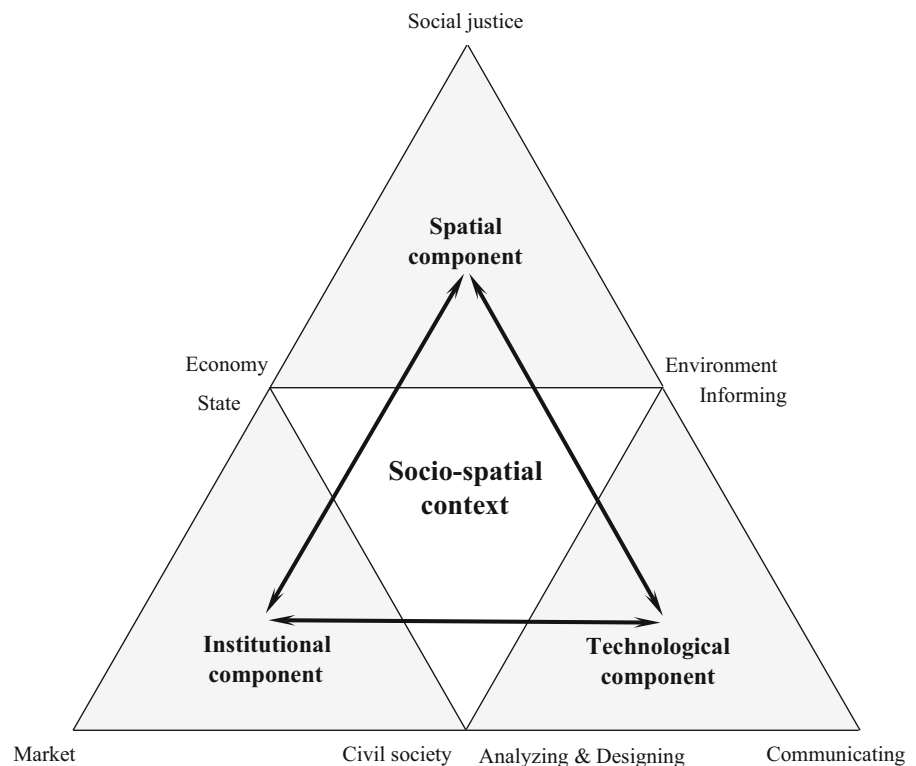 Social justice
Spatial
component
Economy
Environment
State
Informing
Socio-spatial
context
Institutional
component
Technological
component
Market
Civil society
Analyzing & Designing
Communicating